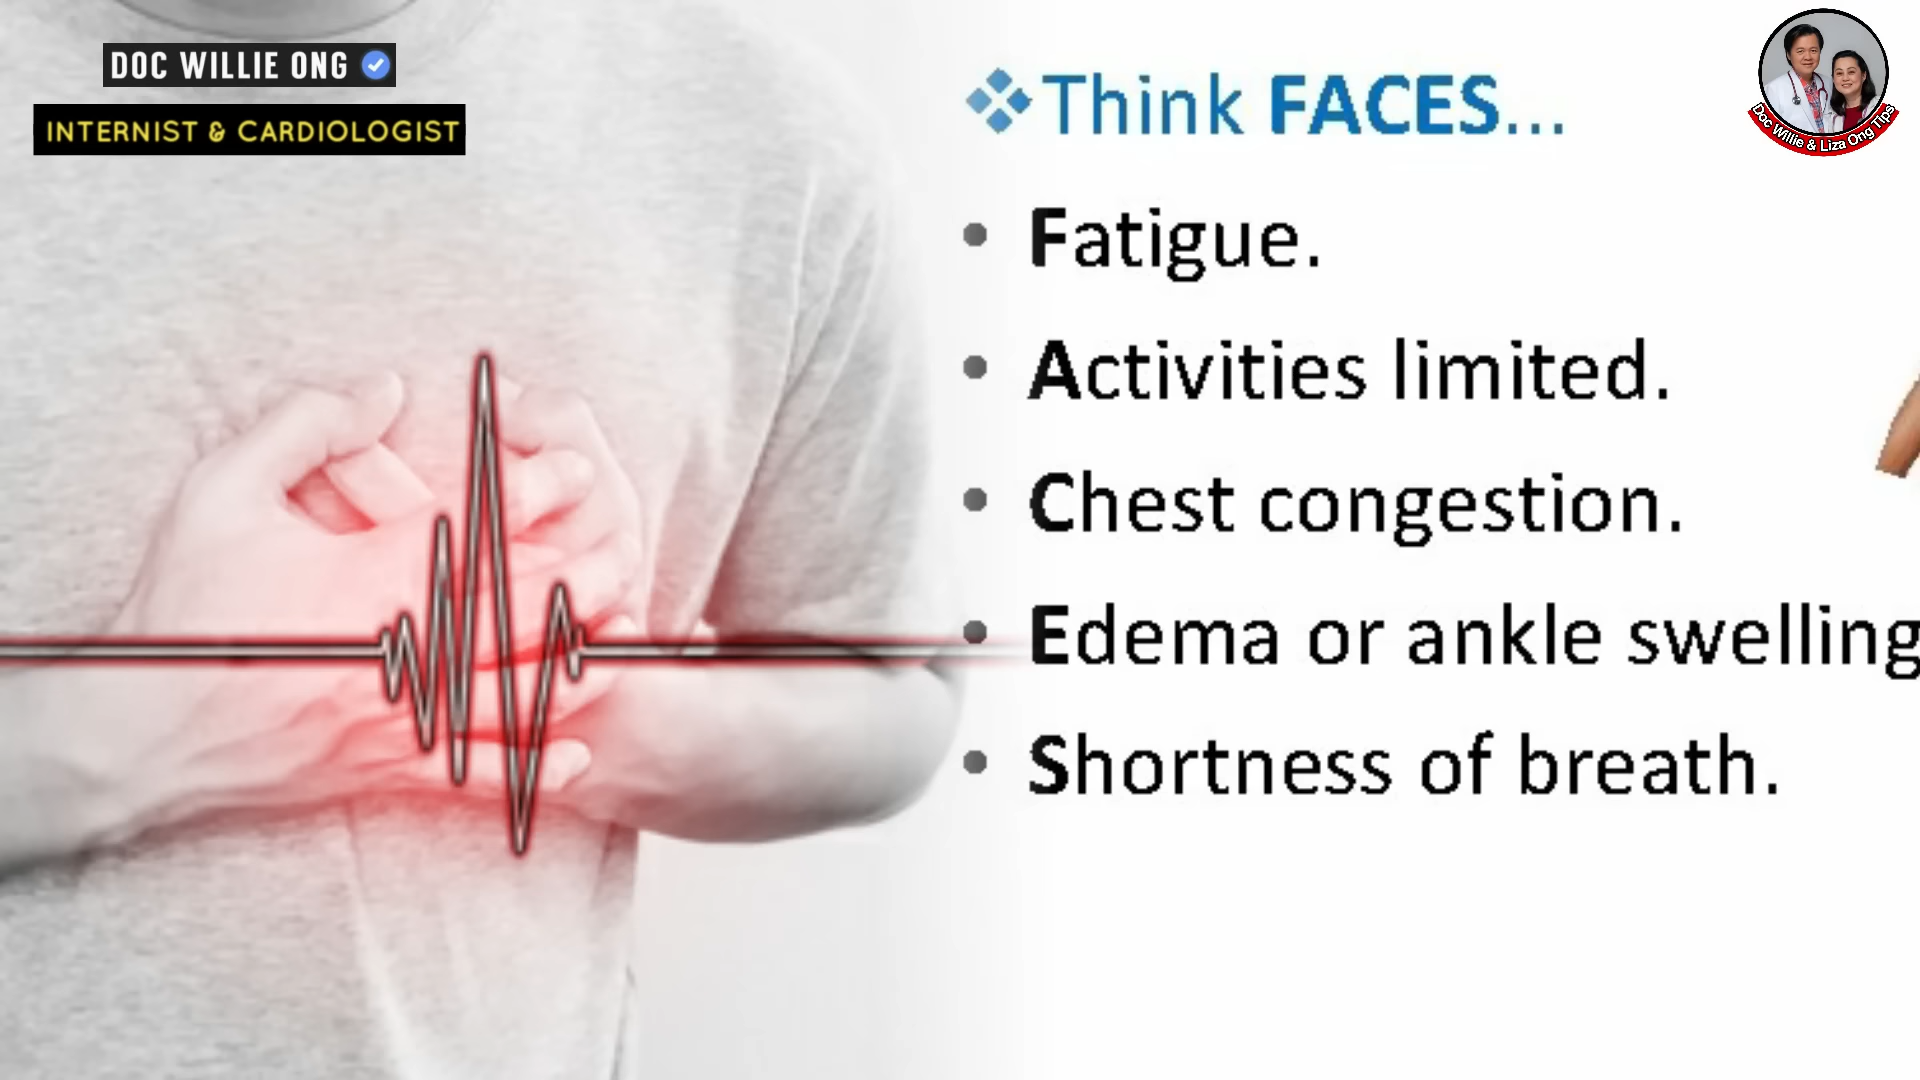 DOC WILLIE ONG
INTERNIST & CARDIOLOGIST
Think FACES...
Fatigue.
Activities limited.
Chest congestion.
Edema or ankle swelling
Shortness of breath.
Doc Willie & Liza Ong Tips